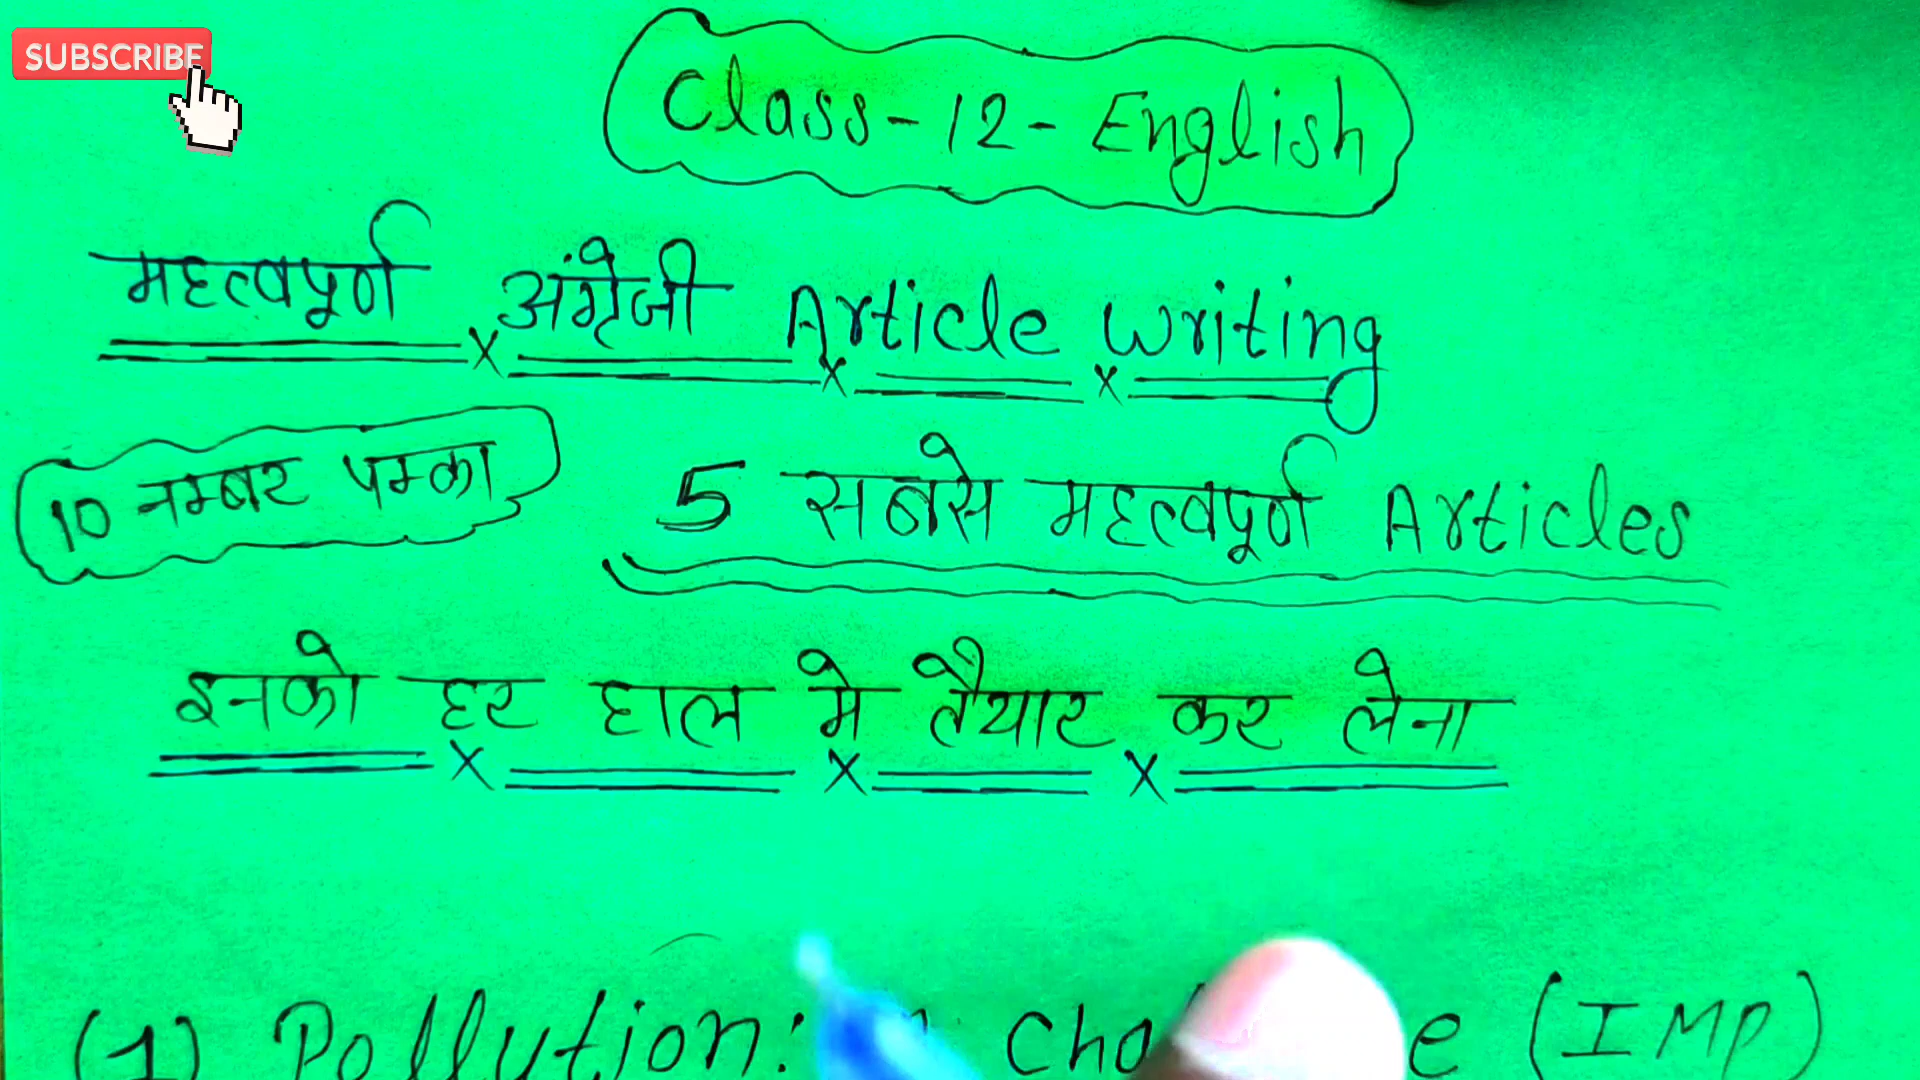 SUBSCRIBE
Class-12-English
महत्वपूर्ण अंग्रेजी Article writing
10 नम्बर पक्का
5 सबसे महत्वपूर्ण Articles
इनको हर हाल मे तैयार कर लेना
(1) Pollution: (IMP)